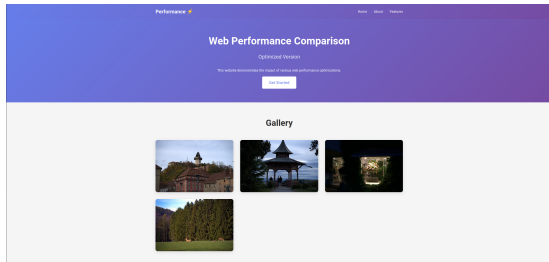 Performance ⚡
Home About Features
Web Performance Comparison
Optimized Version
This website demonstrates the impact of various web performance optimizations.
Get Started
Gallery